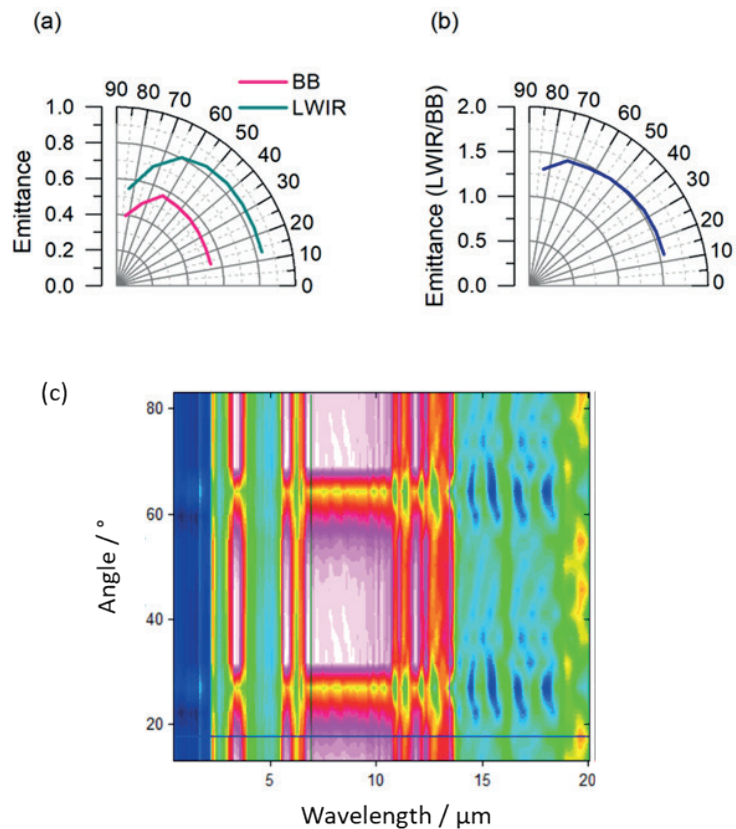 (a)
(b)
BB
LWIR
90 80 70 60 50 40 30 20 10 0
1.0
0.8
0.6
0.4
0.2
0.0
Emittance
90 80 70 60 50 40 30 20 10 0
2.0
1.5
1.0
0.5
0.0
Emittance (LWIR/BB)
(c)
80
60
40
20
Angle / °
5 10 15 20
Wavelength / μm